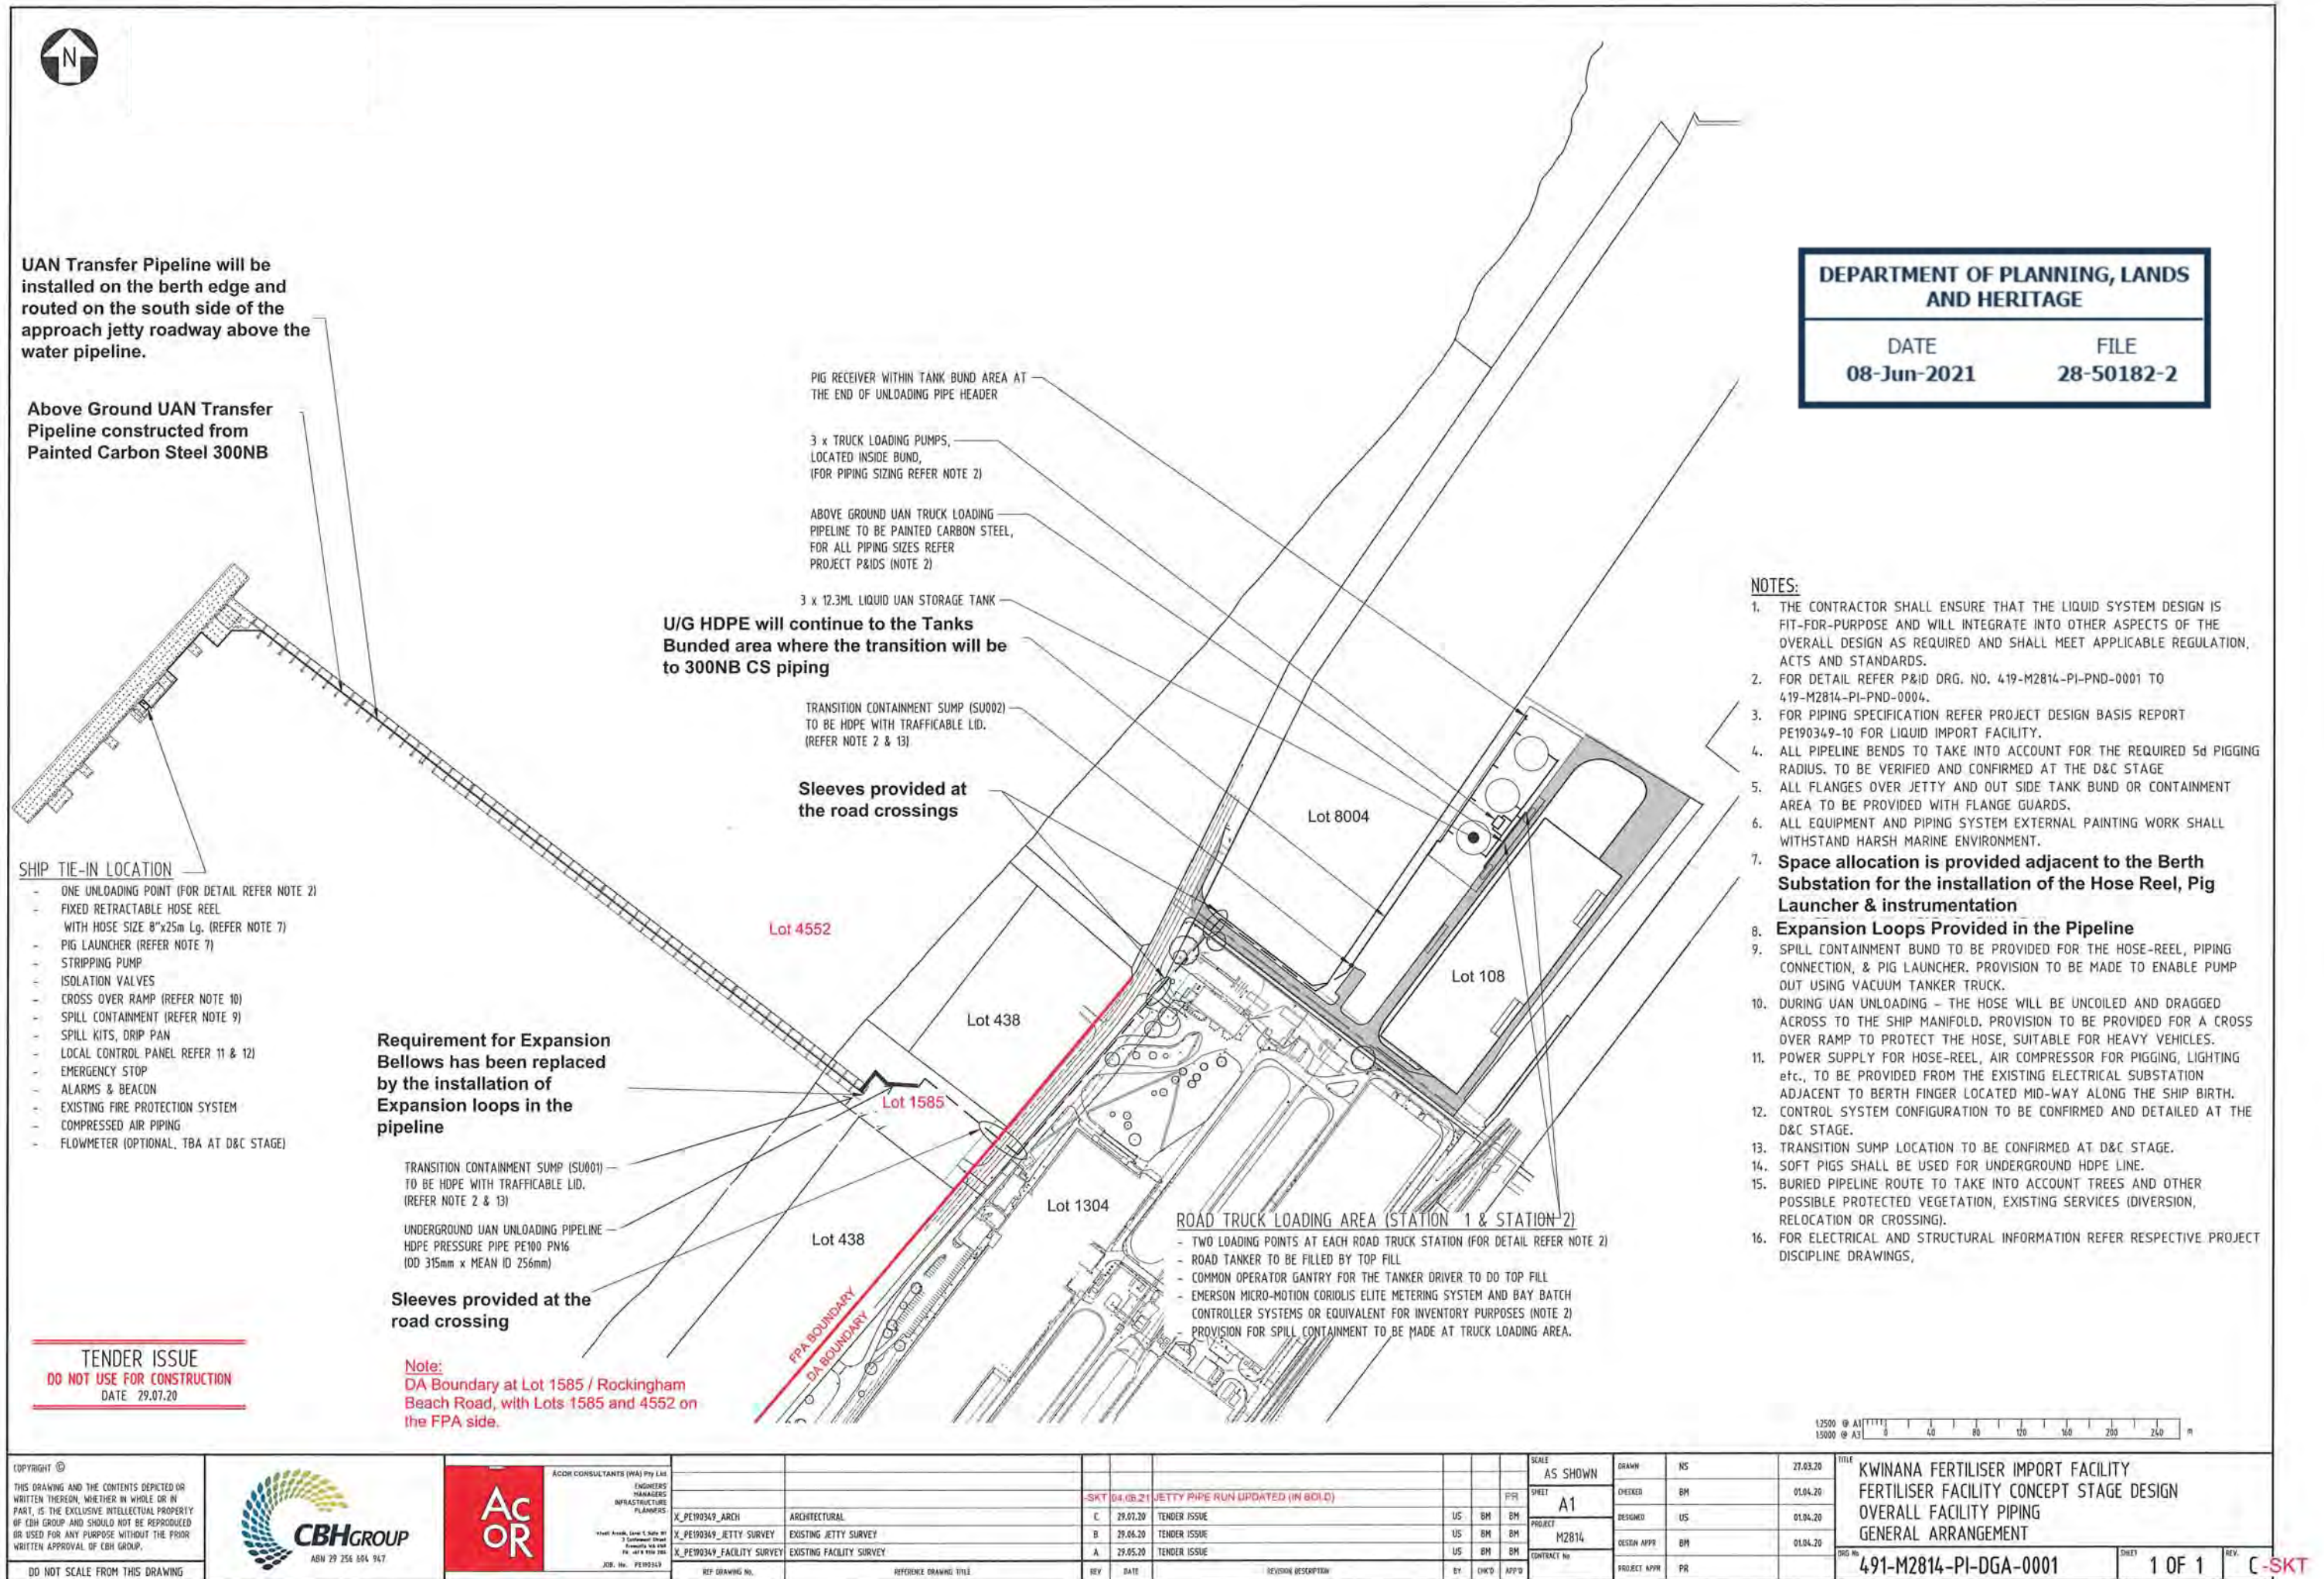 N
UAN Transfer Pipeline will be
installed on the berth edge and
routed on the south side of the
approach jetty roadway above the
water pipeline.
Above Ground UAN Transfer
Pipeline constructed from
Painted Carbon Steel 300NB
PIG RECEIVER WITHIN TANK BUND AREA AT
THE END OF UNLOADING PIPE HEADER
3 x TRUCK LOADING PUMPS,
LOCATED INSIDE BUND,
(FOR PIPING SIZING REFER NOTE 2)
ABOVE GROUND UAN TRUCK LOADING
PIPELINE TO BE PAINTED CARBON STEEL,
FOR ALL PIPING SIZES REFER
PROJECT P&IDS (NOTE 2)
3 x 12.3ML LIQUID UAN STORAGE TANK
U/G HDPE will continue to the Tanks
Bunded area where the transition will be
to 300NB CS piping
TRANSITION CONTAINMENT SUMP (SU002)
TO BE HDPE WITH TRAFFICABLE LID.
(REFER NOTE 2 & 13)
Sleeves provided at
the road crossings
DEPARTMENT OF PLANNING, LANDS
AND HERITAGE
DATE FILE
08-Jun-2021 28-50182-2
NOTES:
1. THE CONTRACTOR SHALL ENSURE THAT THE LIQUID SYSTEM DESIGN IS
FIT-FOR-PURPOSE AND WILL INTEGRATE INTO OTHER ASPECTS OF THE
OVERALL DESIGN AS REQUIRED AND SHALL MEET APPLICABLE REGULATION,
ACTS AND STANDARDS.
2. FOR DETAIL REFER P&ID DRG. NO. 419-M2814-PI-PND-0001 TO
419-M2814-PI-PND-0004.
3. FOR PIPING SPECIFICATION REFER PROJECT DESIGN BASIS REPORT
PE190349-10 FOR LIQUID IMPORT FACILITY.
4. ALL PIPELINE BENDS TO TAKE INTO ACCOUNT FOR THE REQUIRED 5d PIGGING
RADIUS. TO BE VERIFIED AND CONFIRMED AT THE D&C STAGE
5. ALL FLANGES OVER JETTY AND OUT SIDE TANK BUND OR CONTAINMENT
AREA TO BE PROVIDED WITH FLANGE GUARDS.
6. ALL EQUIPMENT AND PIPING SYSTEM EXTERNAL PAINTING WORK SHALL
WITHSTAND HARSH MARINE ENVIRONMENT.
7. Space allocation is provided adjacent to the Berth
Substation for the installation of the Hose Reel, Pig
Launcher & instrumentation
8. Expansion Loops Provided in the Pipeline
9. SPILL CONTAINMENT BUND TO BE PROVIDED FOR THE HOSE-REEL, PIPING
CONNECTION, & PIG LAUNCHER. PROVISION TO BE MADE TO ENABLE PUMP
OUT USING VACUUM TANKER TRUCK.
10. DURING UAN UNLOADING – THE HOSE WILL BE UNCOILED AND DRAGGED
ACROSS TO THE SHIP MANIFOLD. PROVISION TO BE PROVIDED FOR A CROSS
OVER RAMP TO PROTECT THE HOSE, SUITABLE FOR HEAVY VEHICLES.
11. POWER SUPPLY FOR HOSE-REEL, AIR COMPRESSOR FOR PIGGING, LIGHTING
etc., TO BE PROVIDED FROM THE EXISTING ELECTRICAL SUBSTATION
ADJACENT TO BERTH FINGER LOCATED MID-WAY ALONG THE SHIP BIRTH.
12. CONTROL SYSTEM CONFIGURATION TO BE CONFIRMED AND DETAILED AT THE
D&C STAGE.
13. TRANSITION SUMP LOCATION TO BE CONFIRMED AT D&C STAGE.
14. SOFT PIGS SHALL BE USED FOR UNDERGROUND HDPE LINE.
15. BURIED PIPELINE ROUTE TO TAKE INTO ACCOUNT TREES AND OTHER
POSSIBLE PROTECTED VEGETATION, EXISTING SERVICES (DIVERSION,
RELOCATION OR CROSSING).
16. FOR ELECTRICAL AND STRUCTURAL INFORMATION REFER RESPECTIVE PROJECT
DISCIPLINE DRAWINGS,
SHIP TIE-IN LOCATION
- ONE UNLOADING POINT (FOR DETAIL REFER NOTE 2)
- FIXED RETRACTABLE HOSE REEL
WITH HOSE SIZE 8"x25m Lg. (REFER NOTE 7)
- PIG LAUNCHER (REFER NOTE 7)
- STRIPPING PUMP
- ISOLATION VALVES
- CROSS OVER RAMP (REFER NOTE 10)
- SPILL CONTAINMENT (REFER NOTE 9)
- SPILL KITS, DRIP PAN
- LOCAL CONTROL PANEL REFER 11 & 12)
- EMERGENCY STOP
- ALARMS & BEACON
- EXISTING FIRE PROTECTION SYSTEM
- COMPRESSED AIR PIPING
- FLOWMETER (OPTIONAL, TBA AT D&C STAGE)
Lot 8004
Lot 4552
Lot 108
Lot 438
Lot 1585
Lot 1304
Lot 438
Requirement for Expansion
Bellows has been replaced
by the installation of
Expansion loops in the
pipeline
TRANSITION CONTAINMENT SUMP (SU001)
TO BE HDPE WITH TRAFFICABLE LID.
(REFER NOTE 2 & 13)
UNDERGROUND UAN UNLOADING PIPELINE
HDPE PRESSURE PIPE PE100 PN16
(OD 315mm x MEAN ID 256mm)
Sleeves provided at the
road crossing
ROAD TRUCK LOADING AREA (STATION 1 & STATION 2)
- TWO LOADING POINTS AT EACH ROAD TRUCK STATION (FOR DETAIL REFER NOTE 2)
- ROAD TANKER TO BE FILLED BY TOP FILL
- COMMON OPERATOR GANTRY FOR THE TANKER DRIVER TO DO TOP FILL
- EMERSON MICRO-MOTION CORIOLIS ELITE METERING SYSTEM AND BAY BATCH
CONTROLLER SYSTEMS OR EQUIVALENT FOR INVENTORY PURPOSES (NOTE 2)
- PROVISION FOR SPILL CONTAINMENT TO BE MADE AT TRUCK LOADING AREA.
FPA BOUNDARY
DA BOUNDARY
Note:
DA Boundary at Lot 1585 / Rockingham
Beach Road, with Lots 1585 and 4552 on
the FPA side.
TENDER ISSUE
DO NOT USE FOR CONSTRUCTION
DATE 29.07.20
1:2500 @ A1
1:5000 @ A3
0 40 80 120 160 200 240 m
COPYRIGHT ©
THIS DRAWING AND THE CONTENTS DEPICTED OR
WRITTEN THEREON, WHETHER IN WHOLE OR IN
PART, IS THE EXCLUSIVE INTELLECTUAL PROPERTY
OF CBH GROUP AND SHOULD NOT BE REPRODUCED
OR USED FOR ANY PURPOSE WITHOUT THE PRIOR
WRITTEN APPROVAL OF CBH GROUP.
DO NOT SCALE FROM THIS DRAWING
CBHGROUP
ABN 29 256 604 947
AcOR
ACOR CONSULTANTS (WA) Pty Ltd
ENGINEERS
MANAGERS
INFRASTRUCTURE
PLANNERS
JOB. No. PE190349
X_PE190349_ARCH ARCHITECTURAL
X_PE190349_JETTY SURVEY EXISTING JETTY SURVEY
X_PE190349_FACILITY SURVEY EXISTING FACILITY SURVEY
REF DRAWING No. REFERENCE DRAWING TITLE
-SKT 04.06.21 JETTY PIPE RUN UPDATED (IN BOLD) PR
C 29.07.20 TENDER ISSUE US BM BM
B 29.06.20 TENDER ISSUE US BM BM
A 29.05.20 TENDER ISSUE US BM BM
REV DATE REVISION DESCRIPTION BY CHK'D APP'D
SCALE AS SHOWN
SHEET A1
PROJECT M2814
CONTRACT No
DRAWN NS 27.03.20
CHECKED BM 01.04.20
DESIGNED US 01.04.20
DESIGN APPR BM 01.04.20
PROJECT APPR PR
TITLE
KWINANA FERTILISER IMPORT FACILITY
FERTILISER FACILITY CONCEPT STAGE DESIGN
OVERALL FACILITY PIPING
GENERAL ARRANGEMENT
DRG No. 491-M2814-PI-DGA-0001 SHEET 1 OF 1 REV. C-SKT